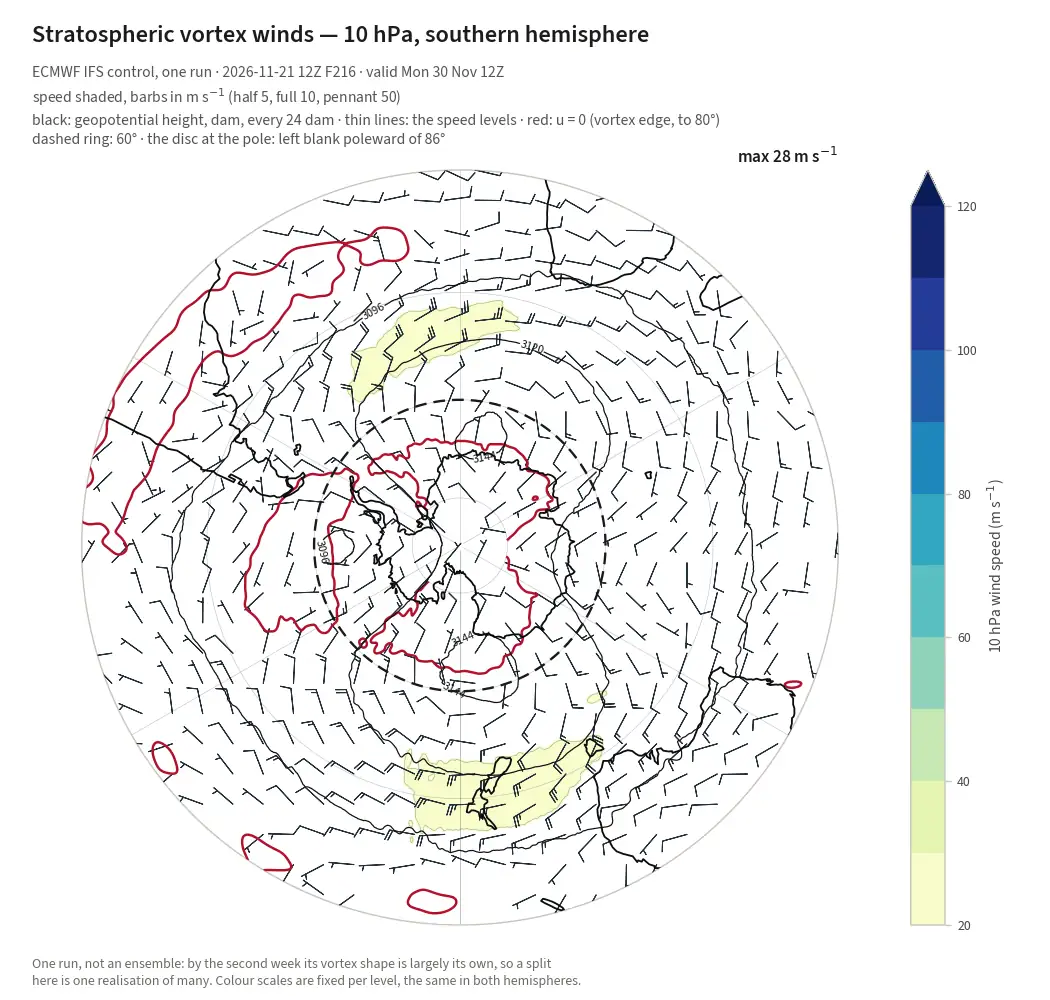 Stratospheric vortex winds — 10 hPa, southern hemisphere
ECMWF IFS control, one run · 2026-11-21 12Z F216 · valid Mon 30 Nov 12Z
speed shaded, barbs in m s⁻¹ (half 5, full 10, pennant 50)
black: geopotential height, dam, every 24 dam · thin lines: the speed levels · red: u = 0 (vortex edge, to 80°)
dashed ring: 60° · the disc at the pole: left blank poleward of 86°
max 28 m s⁻¹
120
100
80
60
40
20
10 hPa wind speed (m s⁻¹)
3096
3120
3144
3096
3144
One run, not an ensemble: by the second week its vortex shape is largely its own, so a split
here is one realisation of many. Colour scales are fixed per level, the same in both hemispheres.